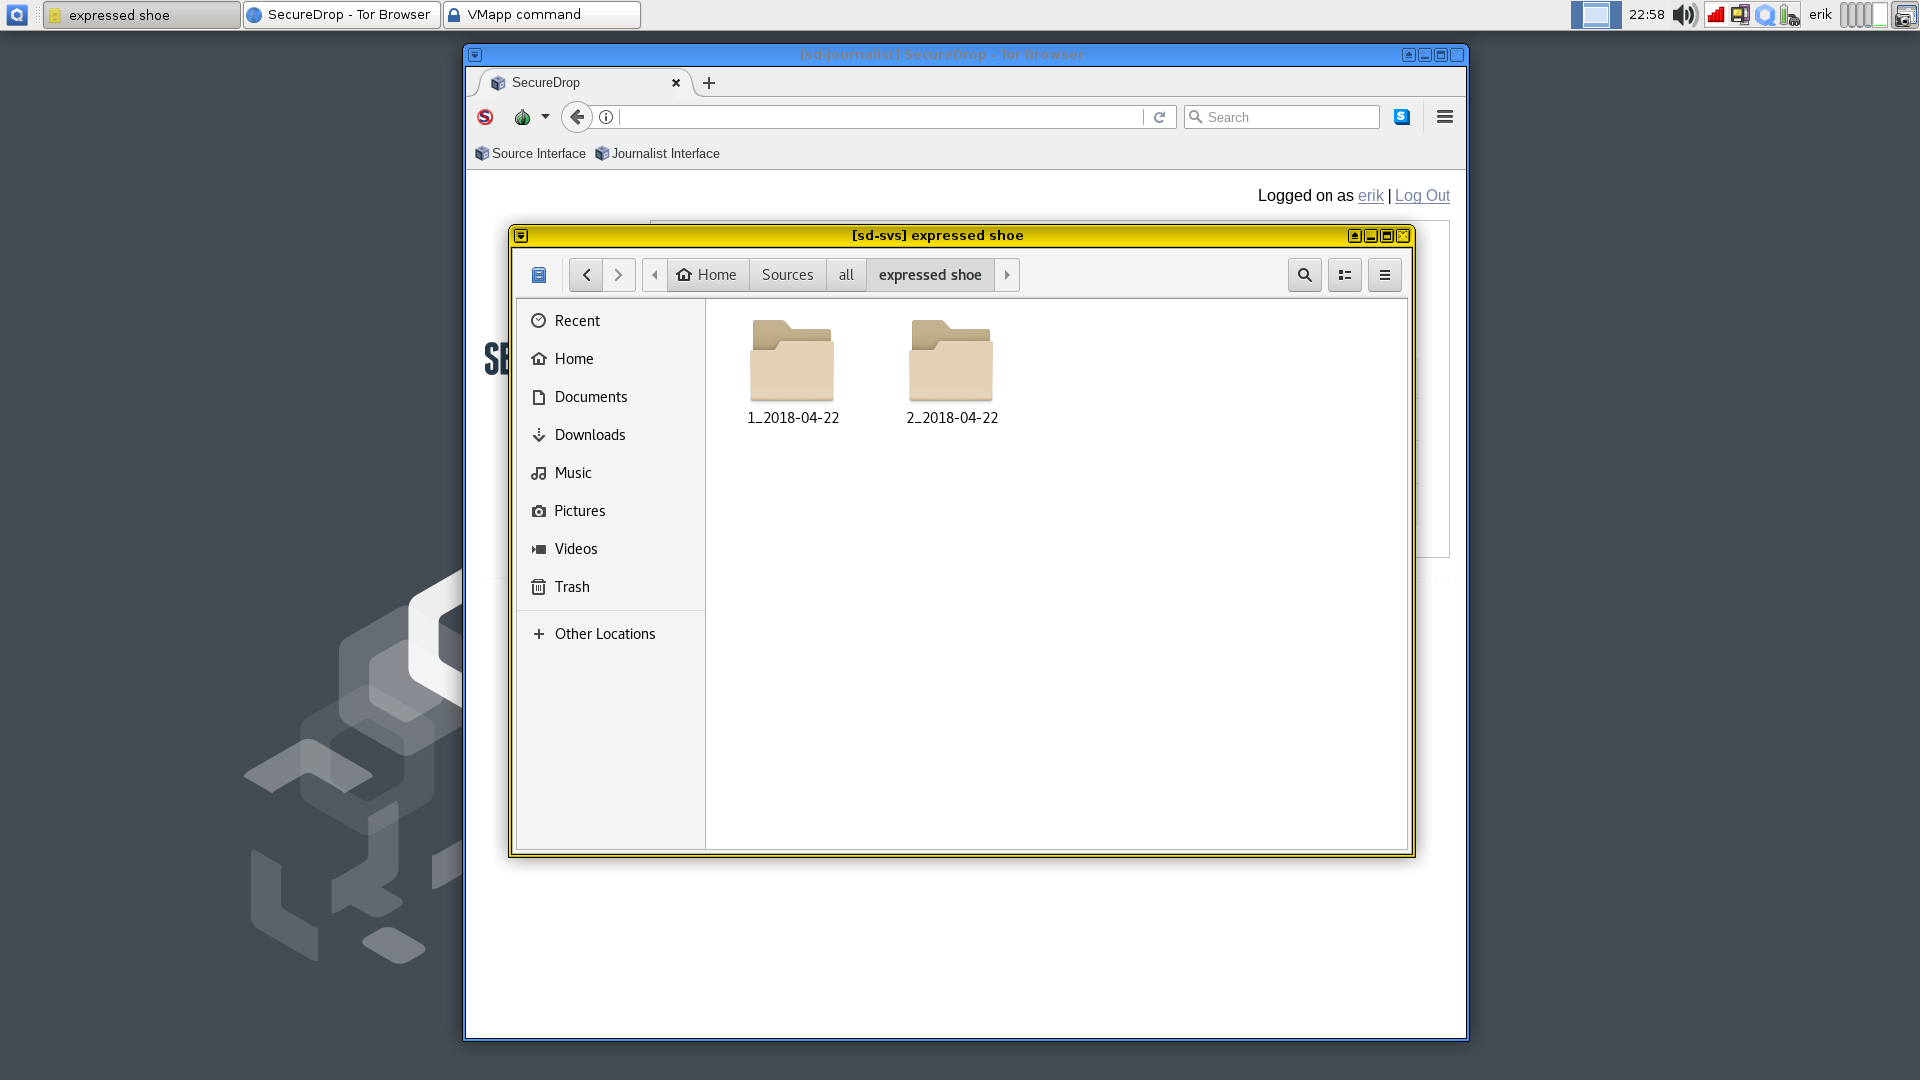 expressed shoe
SecureDrop - Tor Browser
VMapp command
22:58
erik
[sd-journalist] SecureDrop - Tor Browser
SecureDrop
Search
Source Interface
Journalist Interface
Logged on as erik | Log Out
SE
[sd-svs] expressed shoe
Home
Sources
all
expressed shoe
Recent
Home
Documents
Downloads
Music
Pictures
Videos
Trash
Other Locations
1_2018-04-22
2_2018-04-22